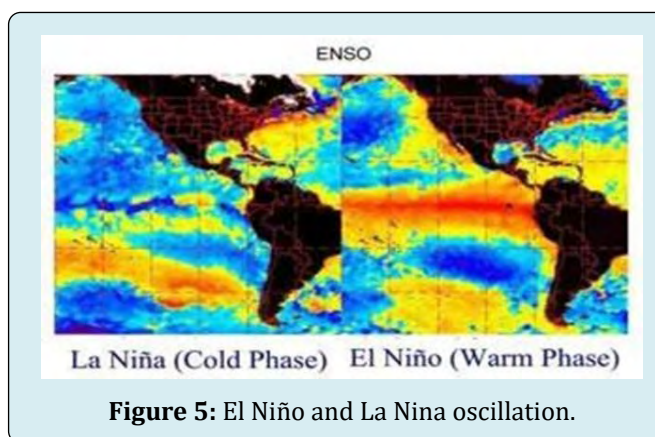 ENSO
La Niña (Cold Phase) El Niño (Warm Phase)
Figure 5: El Niño and La Nina oscillation.